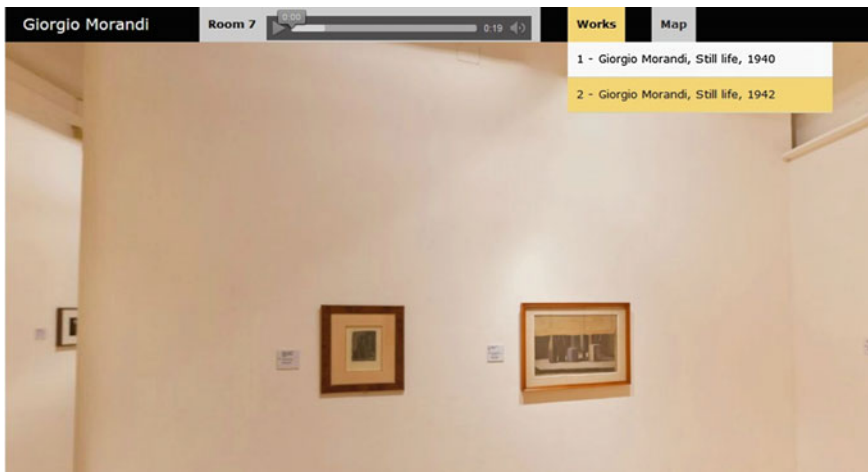 Giorgio Morandi
Room 7
0:00
0:19
Works
Map
1 - Giorgio Morandi, Still life, 1940
2 - Giorgio Morandi, Still life, 1942